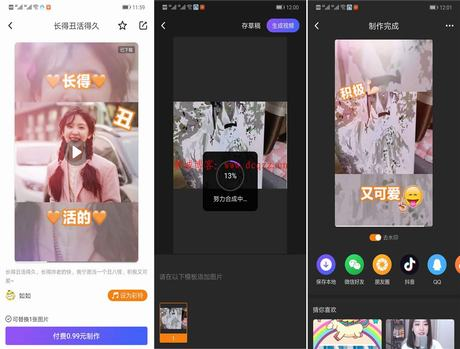 11:59
长得丑活得久
已下载
长得
丑
活的
长得丑活得久，长得帅老的快，我宁愿当一个丑八怪，积极又可爱~
如如
设为彩铃
可替换1张图片
付费0.99元制作
12:00
存草稿
生成视频
13%
努力合成中...
请在以下模板添加图片
1
12:01
制作完成
积极
又可爱
去水印
保存本地
微信好友
朋友圈
抖音
QQ
猜你喜欢